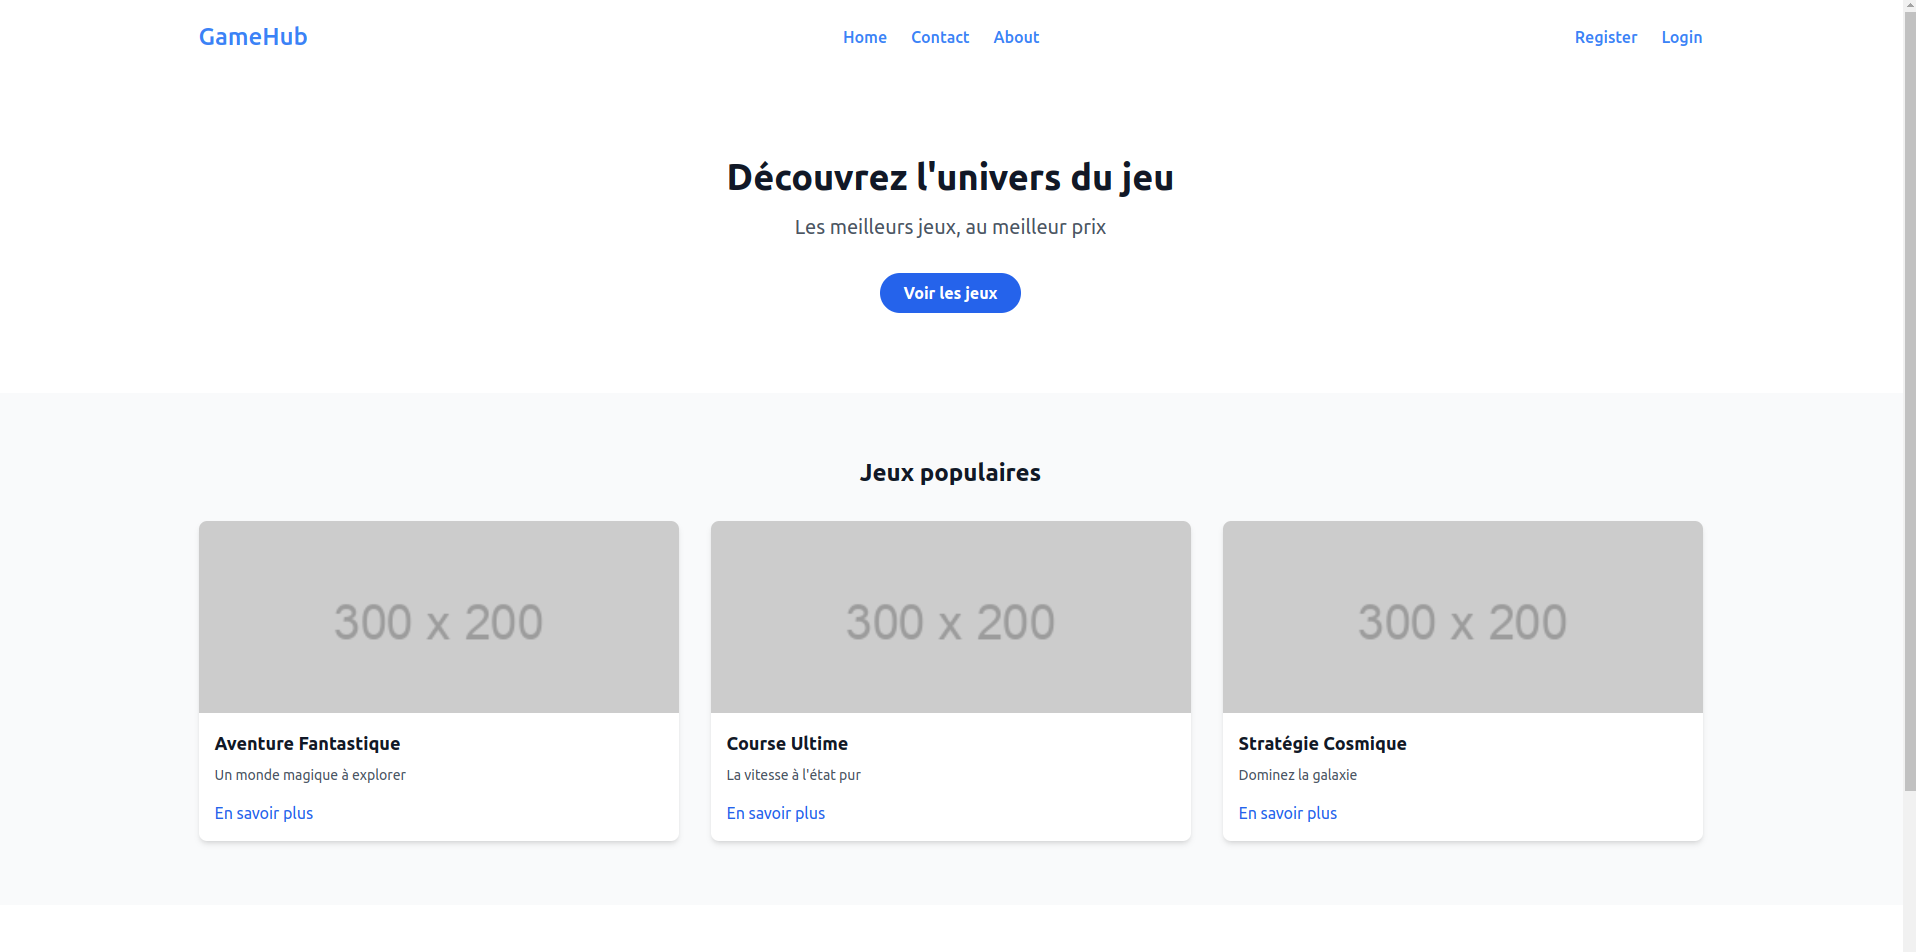 GameHub Home Contact About Register Login
Découvrez l'univers du jeu
Les meilleurs jeux, au meilleur prix
Voir les jeux
Jeux populaires
300 x 200 300 x 200 300 x 200
Aventure Fantastique Course Ultime Stratégie Cosmique
Un monde magique à explorer La vitesse à l'état pur Dominez la galaxie
En savoir plus En savoir plus En savoir plus